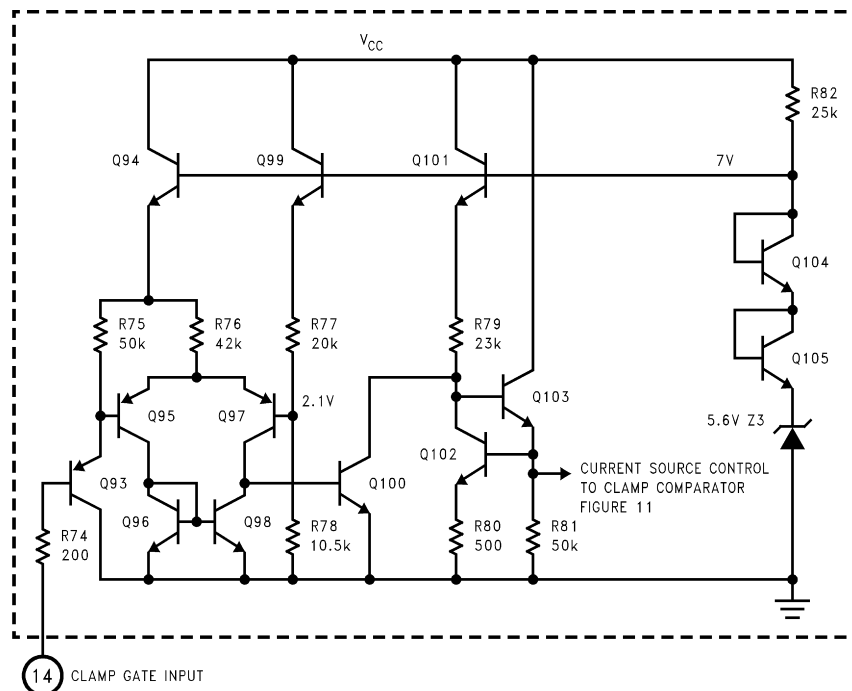 VCC
R82
25k
Q94
Q99
Q101
7V
Q104
R75
50k
R76
42k
R77
20k
R79
23k
Q105
Q95
Q97
2.1V
Q103
5.6V Z3
Q93
Q102
Q100
CURRENT SOURCE CONTROL
TO CLAMP COMPARATOR
FIGURE 11
R74
200
Q96
Q98
R78
10.5k
R80
500
R81
50k
14 CLAMP GATE INPUT